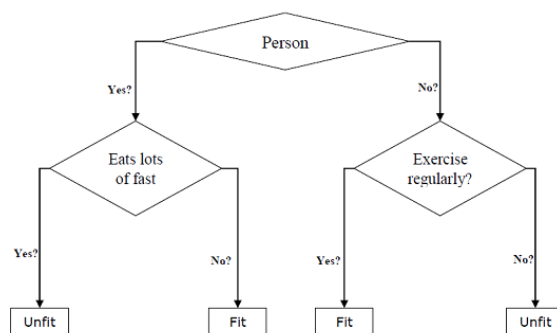 Person
Yes?
No?
Eats lots
of fast
Exercise
regularly?
Yes?
No?
Yes?
No?
Unfit
Fit
Fit
Unfit